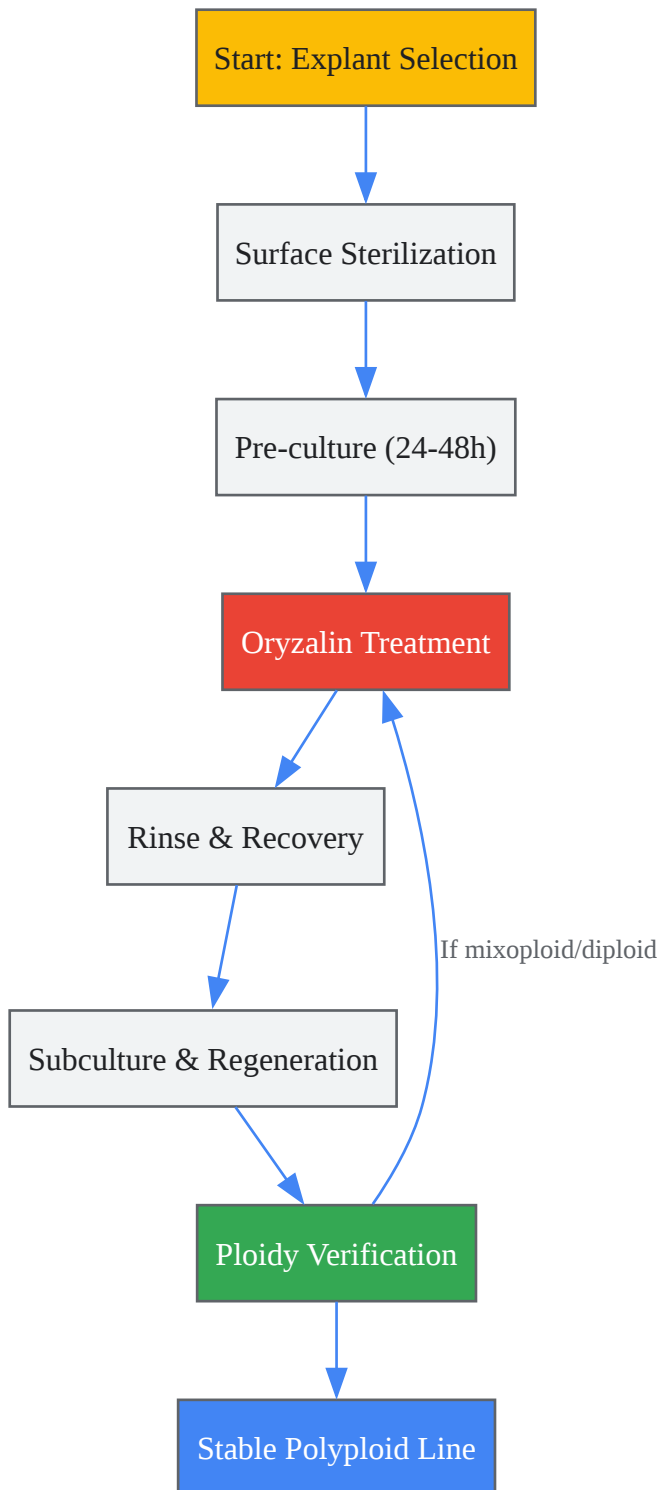 Start: Explant Selection
Surface Sterilization
Pre-culture (24-48h)
Oryzalin Treatment
Rinse & Recovery
If mixoploid/diploid
Subculture & Regeneration
Ploidy Verification
Stable Polyploid Line